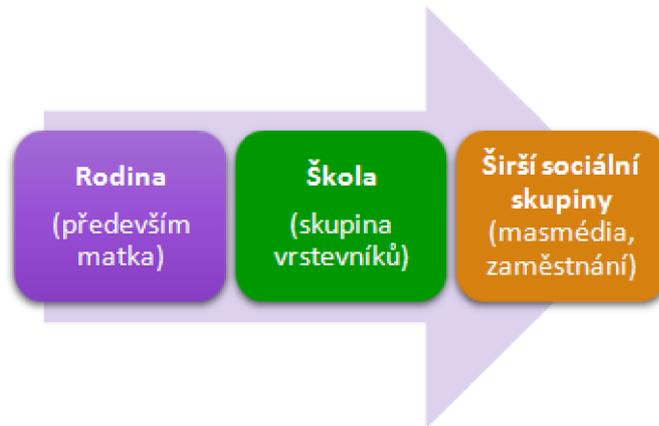 Rodina
(především
matka)
Škola
(skupina
vrstevníků)
Širší sociální
skupiny
(masmédia,
zaměstnání)